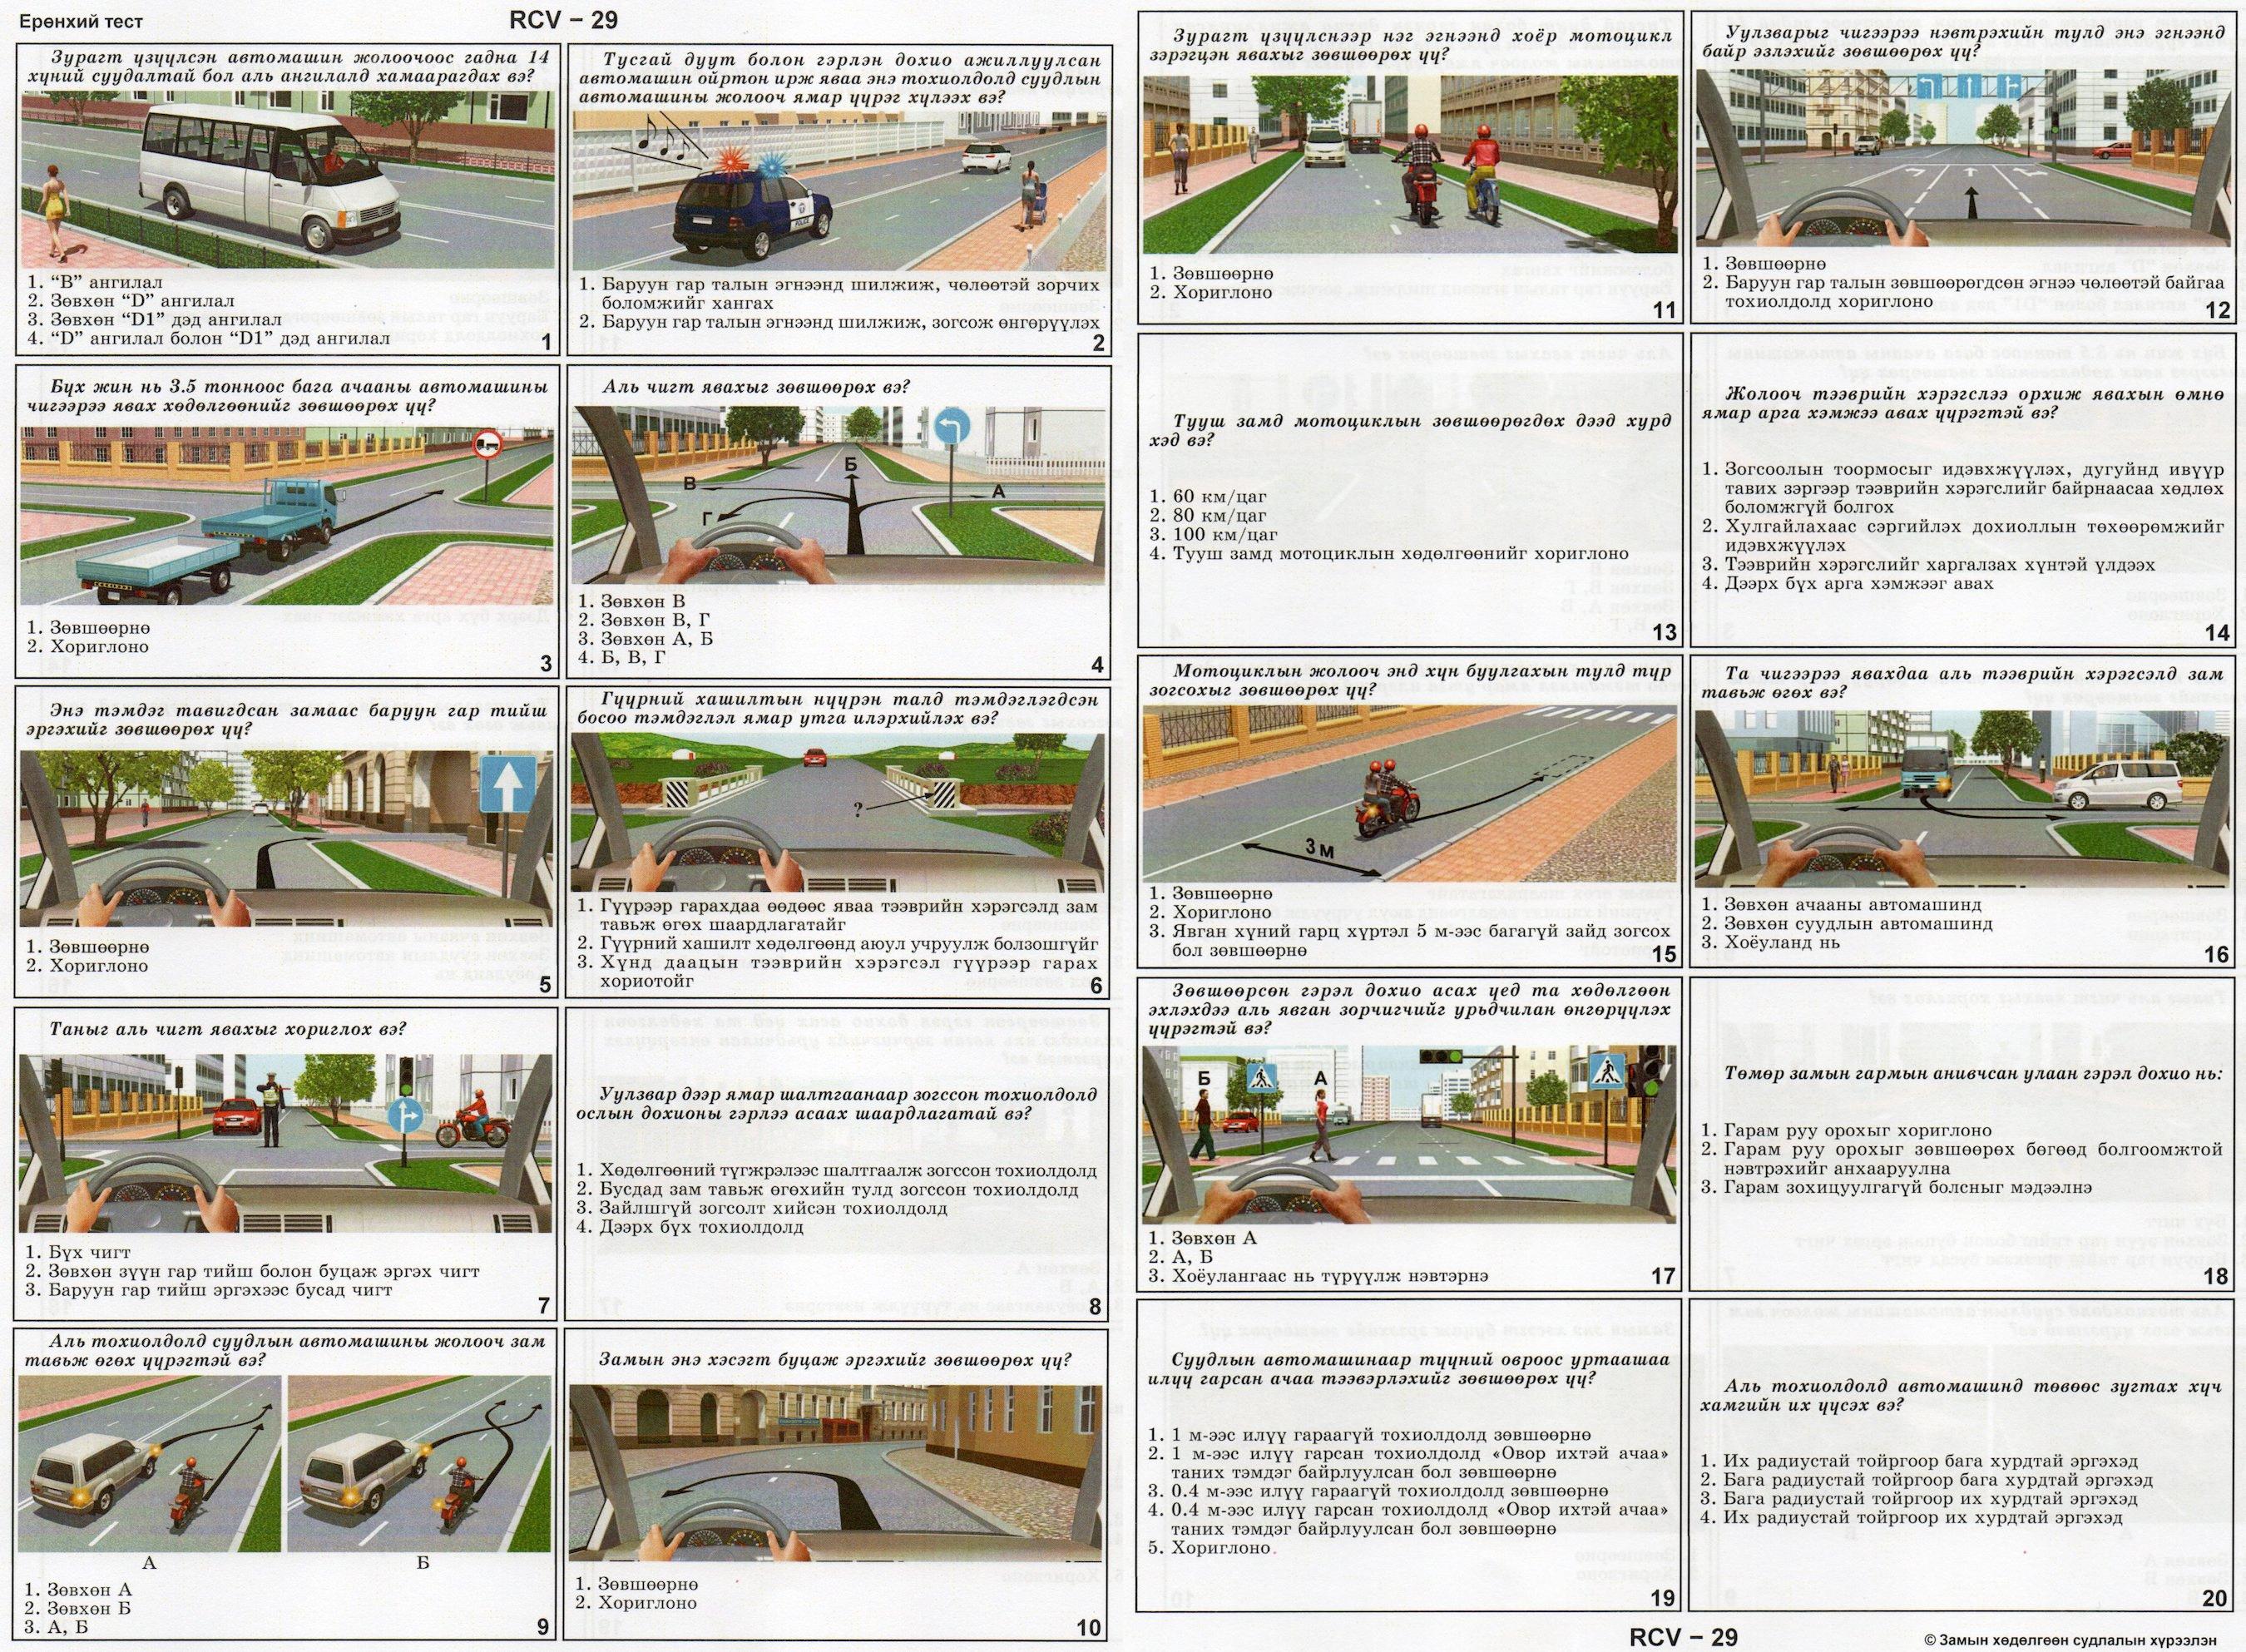 Ерөнхий тест
RCV – 29
Зурагт үзүүлсэн автомашин жолоочоос гадна 14
хүний суудалтай бол аль ангилалд хамаарагдах вэ?
1. “B” ангилал
2. Зөвхөн “D” ангилал
3. Зөвхөн “D1” дэд ангилал
4. “D” ангилал болон “D1” дэд ангилал
1
Тусгай дуут болон гэрлэн дохио ажиллуулсан
автомашин ойртон ирж яваа энэ тохиолдолд суудлын
автомашины жолооч ямар үүрэг хүлээх вэ?
POLICE
1. Баруун гар талын эгнээнд шилжиж, чөлөөтэй зорчих
боломжийг хангах
2. Баруун гар талын эгнээнд шилжиж, зогсож өнгөрүүлэх
2
Бүх жин нь 3.5 тонноос бага ачааны автомашины
чигээрээ явах хөдөлгөөнийг зөвшөөрөх үү?
1. Зөвшөөрнө
2. Хориглоно
3
Аль чигт явахыг зөвшөөрөх вэ?
Б
В
А
Г
1. Зөвхөн В
2. Зөвхөн В, Г
3. Зөвхөн А, Б
4. Б, В, Г
4
Энэ тэмдэг тавигдсан замаас баруун гар тийш
эргэхийг зөвшөөрөх үү?
1. Зөвшөөрнө
2. Хориглоно
5
Гүүрний хашилтын нүүрэн талд тэмдэглэгдсэн
босоо тэмдэглэл ямар утга илэрхийлэх вэ?
?
1. Гүүрээр гарахдаа өөдөөс яваа тээврийн хэрэгсэлд зам
тавьж өгөх шаардлагатайг
2. Гүүрний хашилт хөдөлгөөнд аюул учруулж болзошгүйг
3. Хүнд даацын тээврийн хэрэгсэл гүүрээр гарах
хориотойг
6
Таныг аль чигт явахыг хориглох вэ?
1. Бүх чигт
2. Зөвхөн зүүн гар тийш болон буцаж эргэх чигт
3. Баруун гар тийш эргэхээс бусад чигт
7
Уулзвар дээр ямар шалтгаанаар зогссон тохиолдолд
ослын дохионы гэрлээ асаах шаардлагатай вэ?
1. Хөдөлгөөний түгжрэлээс шалтгаалж зогссон тохиолдолд
2. Бусдад зам тавьж өгөхийн тулд зогссон тохиолдолд
3. Зайлшгүй зогсолт хийсэн тохиолдолд
4. Дээрх бүх тохиолдолд
8
Аль тохиолдолд суудлын автомашины жолооч зам
тавьж өгөх үүрэгтэй вэ?
А
Б
1. Зөвхөн А
2. Зөвхөн Б
3. А, Б
9
Замын энэ хэсэгт буцаж эргэхийг зөвшөөрөх үү?
1. Зөвшөөрнө
2. Хориглоно
10
Зурагт үзүүлснээр нэг эгнээнд хоёр мотоцикл
зэрэгцэн явахыг зөвшөөрөх үү?
1. Зөвшөөрнө
2. Хориглоно
11
Уулзварыг чигээрээ нэвтрэхийн тулд энэ эгнээнд
байр эзлэхийг зөвшөөрөх үү?
1. Зөвшөөрнө
2. Баруун гар талын зөвшөөрөгдсөн эгнээ чөлөөтэй байгаа
тохиолдолд хориглоно
12
Тууш замд мотоциклын зөвшөөрөгдөх дээд хурд
хэд вэ?
1. 60 км/цаг
2. 80 км/цаг
3. 100 км/цаг
4. Тууш замд мотоциклын хөдөлгөөнийг хориглоно
13
Жолооч тээврийн хэрэгслээ орхиж явахын өмнө
ямар арга хэмжээ авах үүрэгтэй вэ?
1. Зогсоолын тоормосыг идэвхжүүлэх, дугуйнд ивүүр
тавих зэргээр тээврийн хэрэгслийг байрнаасаа хөдлөх
боломжгүй болгох
2. Хулгайлахаас сэргийлэх дохиоллын төхөөрөмжийг
идэвхжүүлэх
3. Тээврийн хэрэгслийг харгалзах хүнтэй үлдээх
4. Дээрх бүх арга хэмжээг авах
14
Мотоциклын жолооч энд хүн буулгахын тулд түр
зогсохыг зөвшөөрөх үү?
3 м
1. Зөвшөөрнө
2. Хориглоно
3. Явган хүний гарц хүртэл 5 м-ээс багагүй зайд зогсох
бол зөвшөөрнө
15
Та чигээрээ явахдаа аль тээврийн хэрэгсэлд зам
тавьж өгөх вэ?
1. Зөвхөн ачааны автомашинд
2. Зөвхөн суудлын автомашинд
3. Хоёуланд нь
16
Зөвшөөрсөн гэрэл дохио асах үед та хөдөлгөөн
эхлэхдээ аль явган зорчигчийг урьдчилан өнгөрүүлэх
үүрэгтэй вэ?
Б
А
1. Зөвхөн А
2. А, Б
3. Хоёулангаас нь түрүүлж нэвтэрнэ
17
Төмөр замын гармын анивчсан улаан гэрэл дохио нь:
1. Гарам руу орохыг хориглоно
2. Гарам руу орохыг зөвшөөрөх бөгөөд болгоомжтой
нэвтрэхийг анхааруулна
3. Гарам зохицуулгагүй болсныг мэдээлнэ
18
Суудлын автомашинаар түүний овроос уртаашаа
илүү гарсан ачаа тээвэрлэхийг зөвшөөрөх үү?
1. 1 м-ээс илүү гараагүй тохиолдолд зөвшөөрнө
2. 1 м-ээс илүү гарсан тохиолдолд «Овор ихтэй ачаа»
таних тэмдэг байрлуулсан бол зөвшөөрнө
3. 0.4 м-ээс илүү гараагүй тохиолдолд зөвшөөрнө
4. 0.4 м-ээс илүү гарсан тохиолдолд «Овор ихтэй ачаа»
таних тэмдэг байрлуулсан бол зөвшөөрнө
5. Хориглоно
19
Аль тохиолдолд автомашинд төвөөс зугтах хүч
хамгийн их үүсэх вэ?
1. Их радиустай тойргоор бага хурдтай эргэхэд
2. Бага радиустай тойргоор бага хурдтай эргэхэд
3. Бага радиустай тойргоор их хурдтай эргэхэд
4. Их радиустай тойргоор их хурдтай эргэхэд
20
RCV – 29
© Замын хөдөлгөөн судлалын хүрээлэн